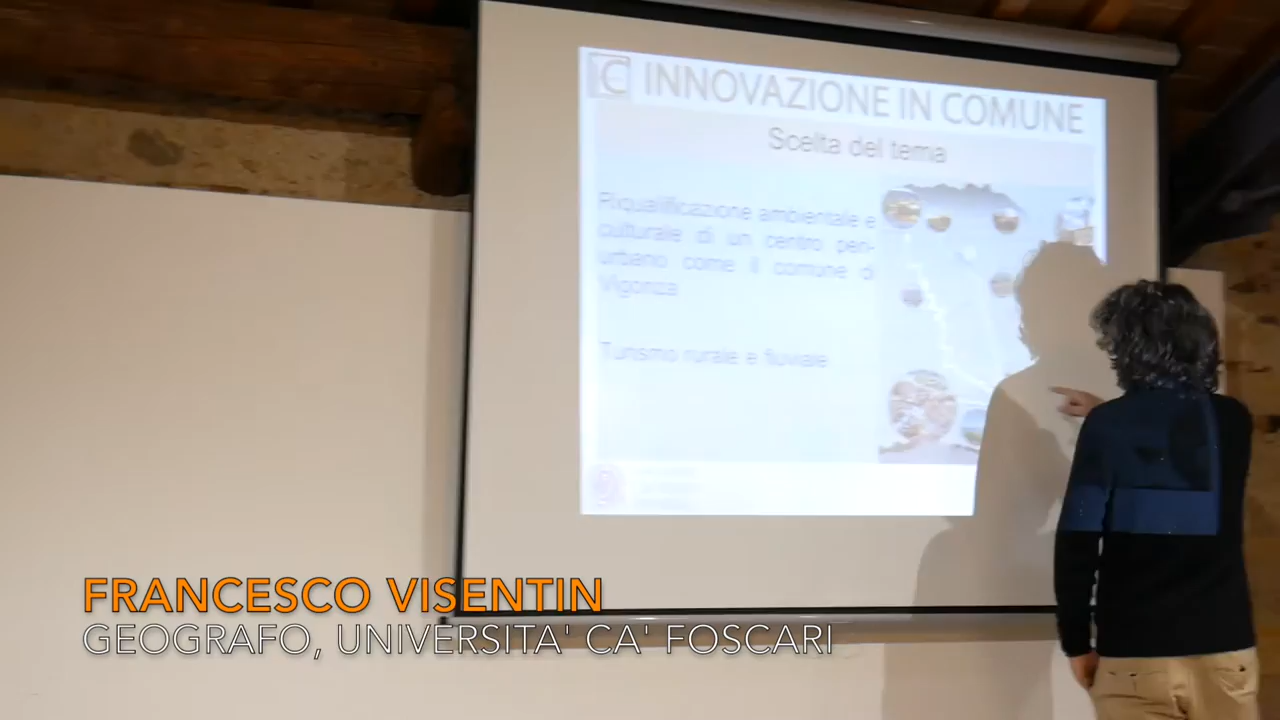 IC INNOVAZIONE IN COMUNE
Scelta del tema
Riqualificazione ambientale e
culturale di un centro peri-
urbano come il comune di
Vigonza
Turismo rurale e fluviale
FRANCESCO VISENTIN
GEOGRAFO, UNIVERSITA' CA' FOSCARI